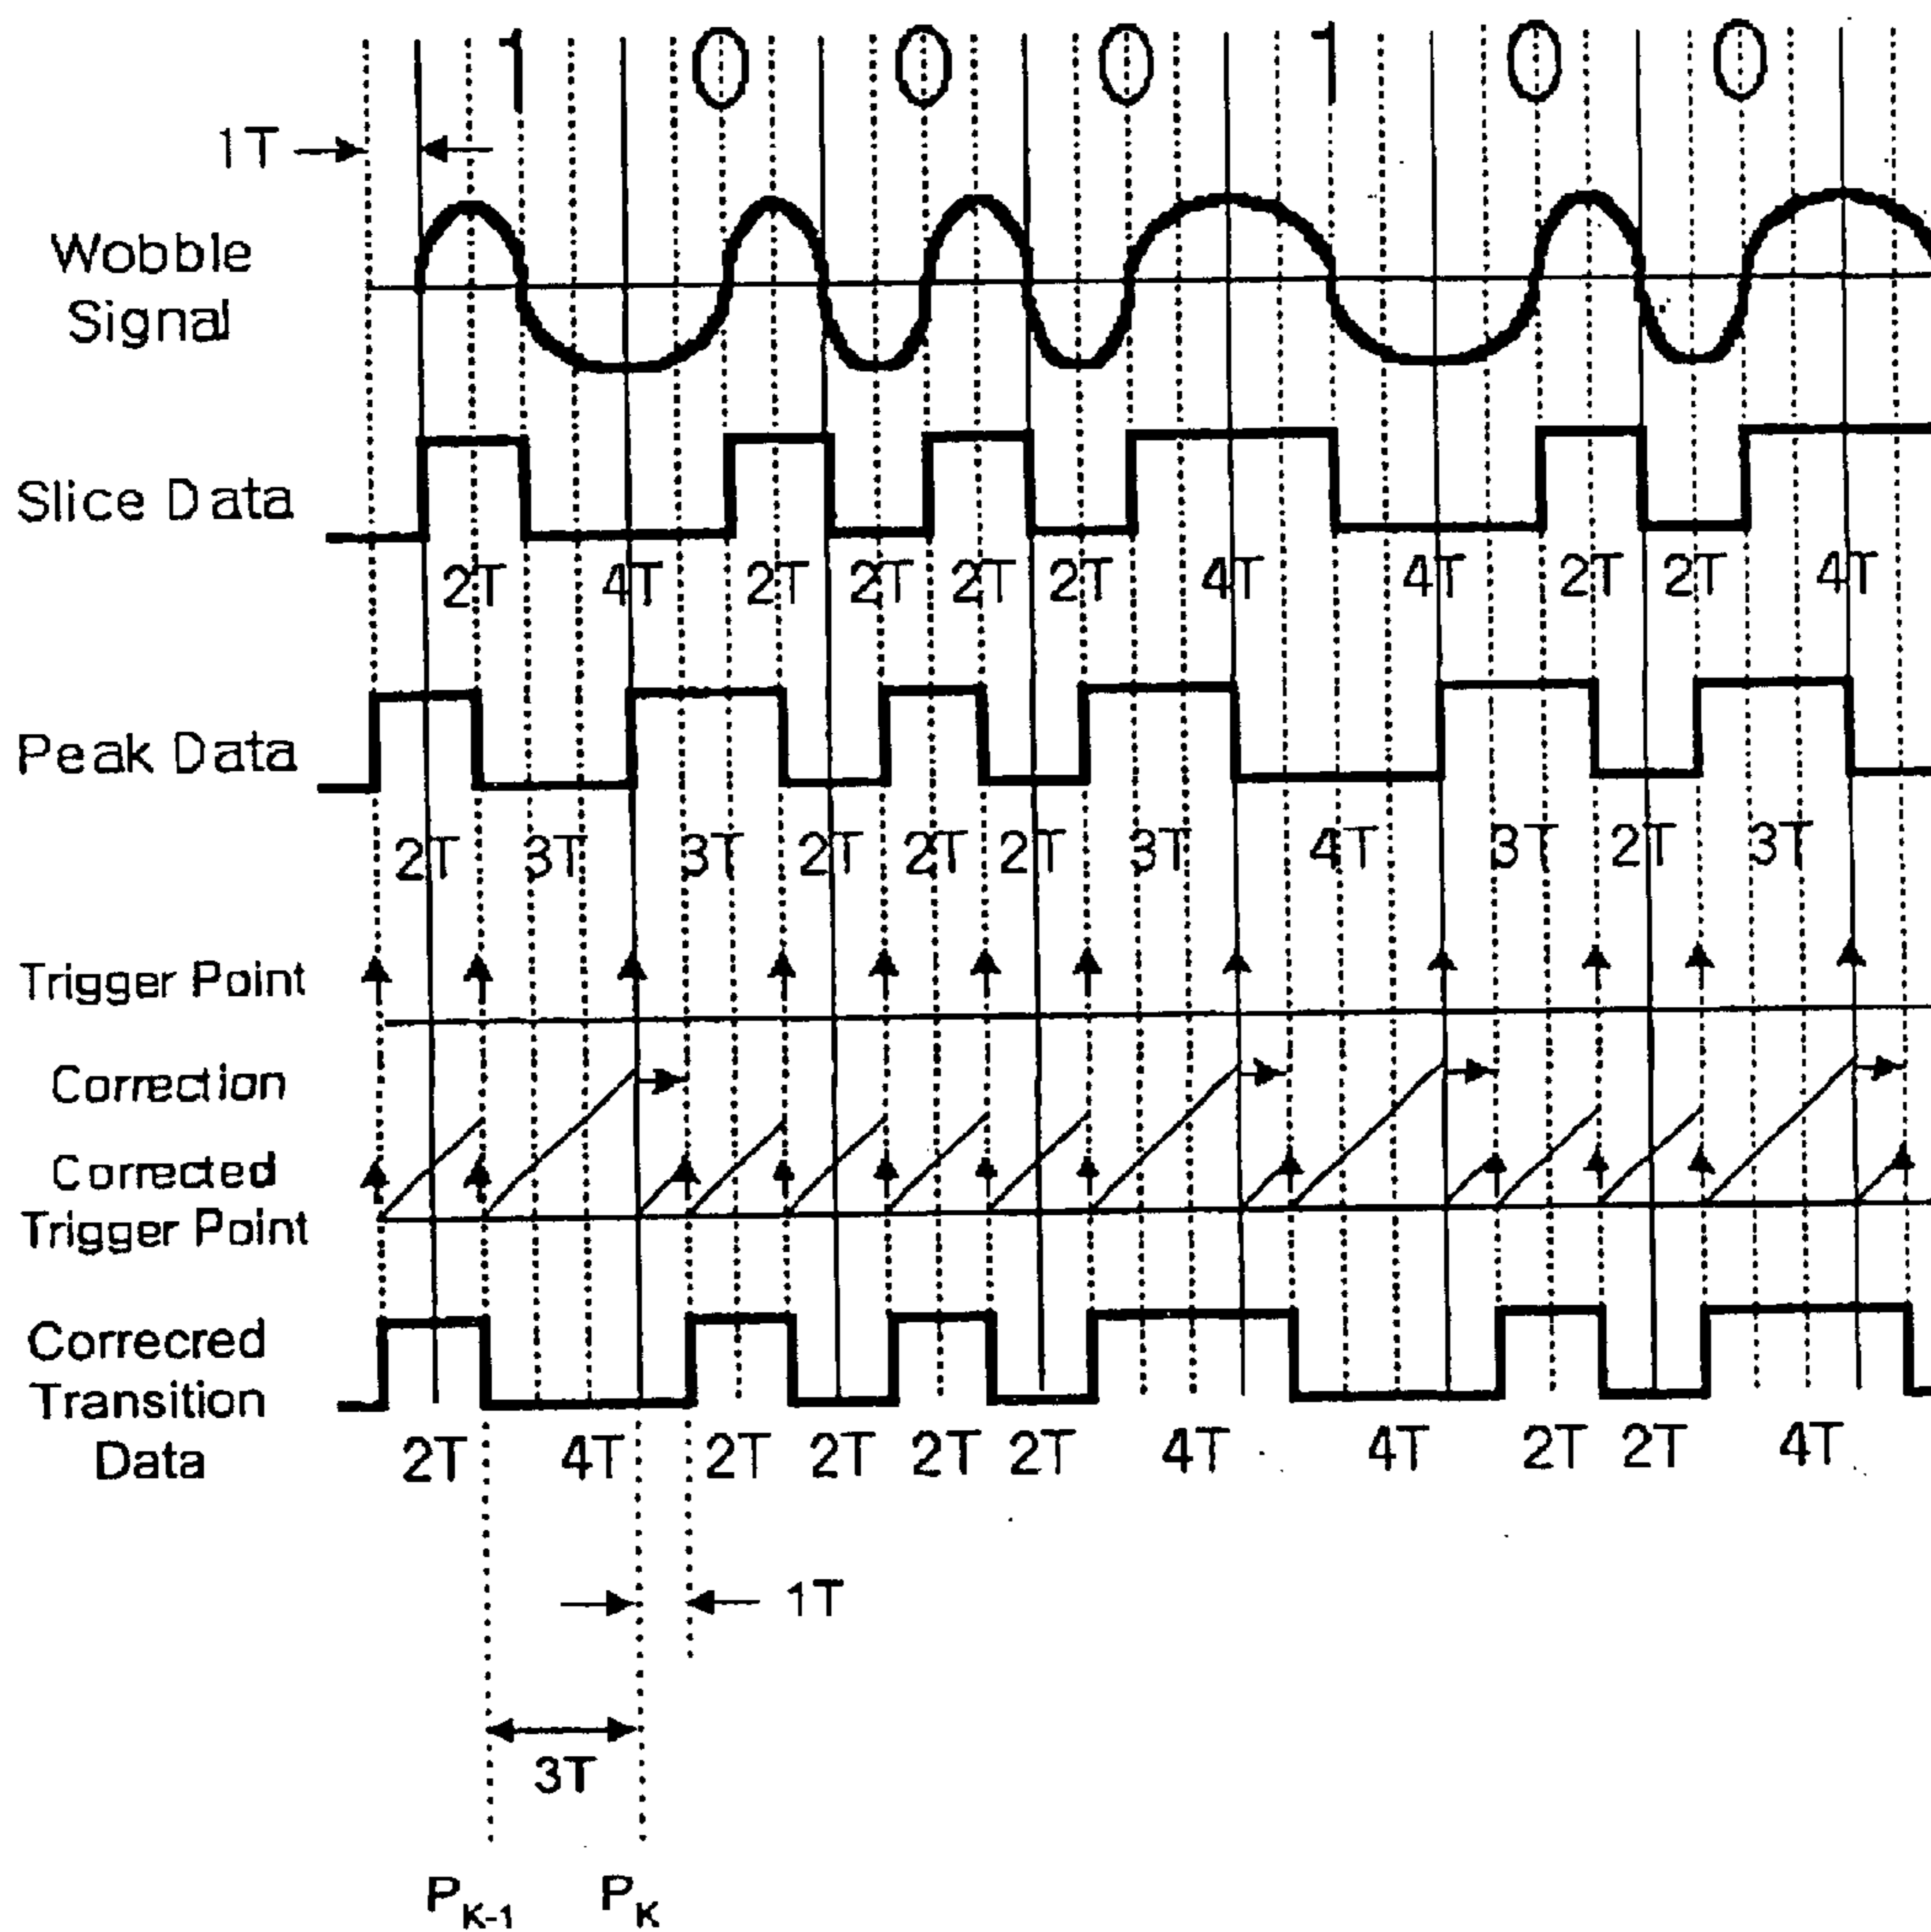 1 0 0 0 1 0 0
1T
Wobble
Signal
Slice Data
2T 4T 2T 2T 2T 2T 4T 4T 2T 2T 4T
Peak Data
2T 3T 3T 2T 2T 2T 3T 4T 3T 2T 3T
Trigger Point
Correction
Corrected
Trigger Point
Correcred
Transition
Data
2T 4T 2T 2T 2T 2T 4T 4T 2T 2T 4T
1T
3T
PK-1 PK